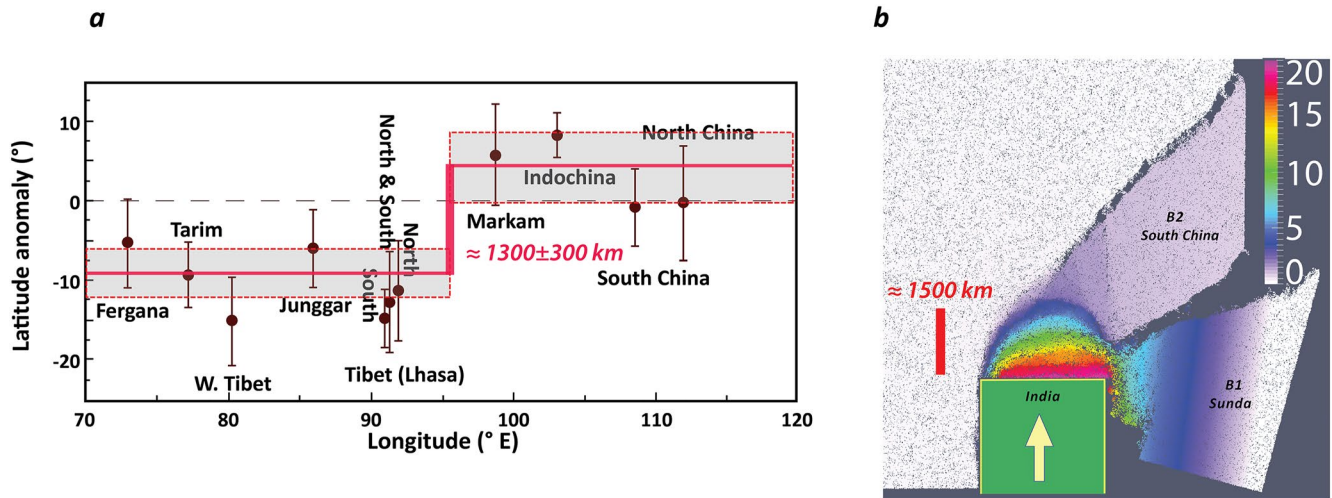 a
b
Latitude anomaly (°)
10
0
-10
-20
70
80
90
100
110
120
Longitude (° E)
Fergana
Tarim
W. Tibet
Junggar
South
North & South
North
Tibet (Lhasa)
Markam
≈ 1300±300 km
Indochina
North China
South China
≈ 1500 km
India
B2
South China
B1
Sunda
20
15
10
5
0